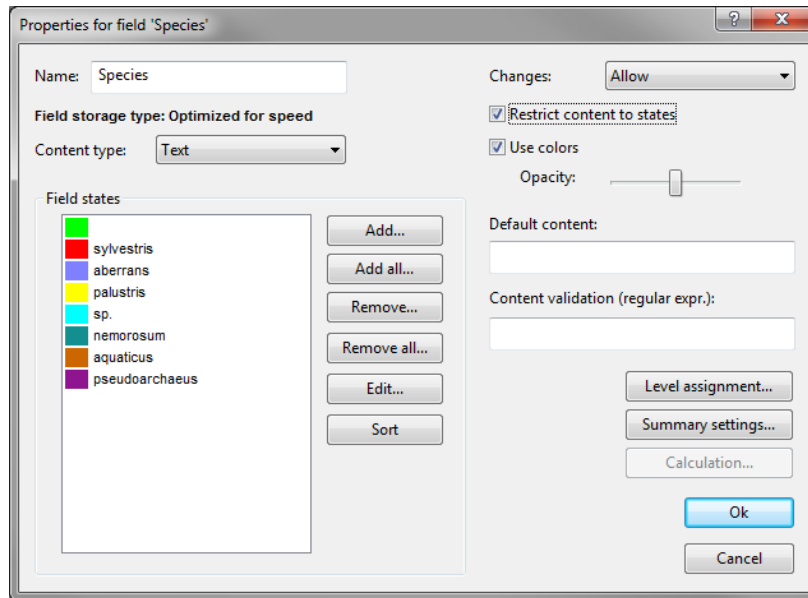 Properties for field 'Species'
Name: Species
Field storage type: Optimized for speed
Content type: Text
Field states
sylvestris
aberrans
palustris
sp.
nemorosum
aquaticus
pseudoarchaeus
Add...
Add all...
Remove...
Remove all...
Edit...
Sort
Changes: Allow
Restrict content to states
Use colors
Opacity:
Default content:
Content validation (regular expr.):
Level assignment...
Summary settings...
Calculation...
Ok
Cancel